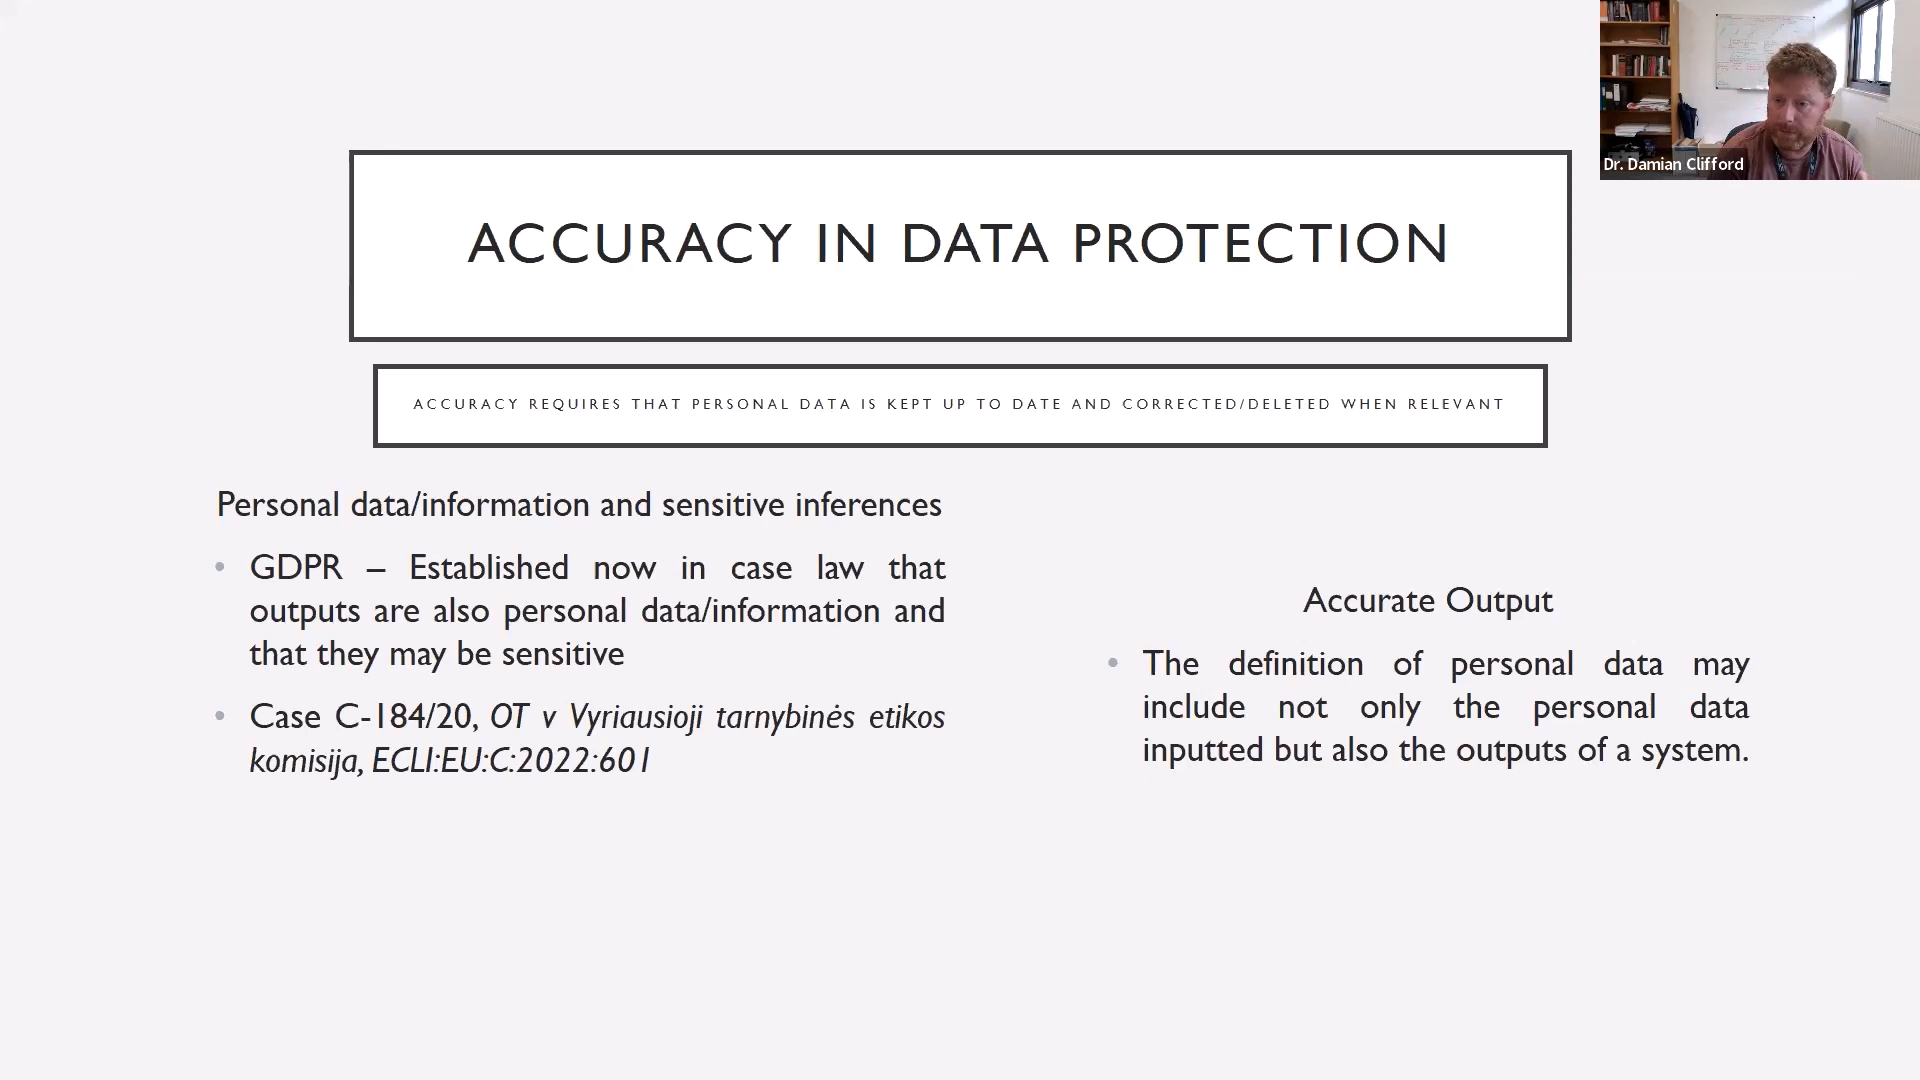 ACCURACY IN DATA PROTECTION
ACCURACY REQUIRES THAT PERSONAL DATA IS KEPT UP TO DATE AND CORRECTED/DELETED WHEN RELEVANT
Personal data/information and sensitive inferences
• GDPR – Established now in case law that
outputs are also personal data/information and
that they may be sensitive
• Case C-184/20, OT v Vyriausioji tarnybinės etikos
komisija, ECLI:EU:C:2022:601
Accurate Output
• The definition of personal data may
include not only the personal data
inputted but also the outputs of a system.
Dr. Damian Clifford